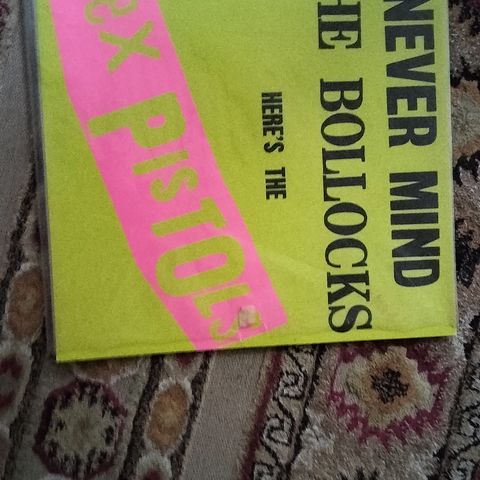 NEVER MIND
HE BOLLOCKS
HERE'S THE
ex PiSTOLs